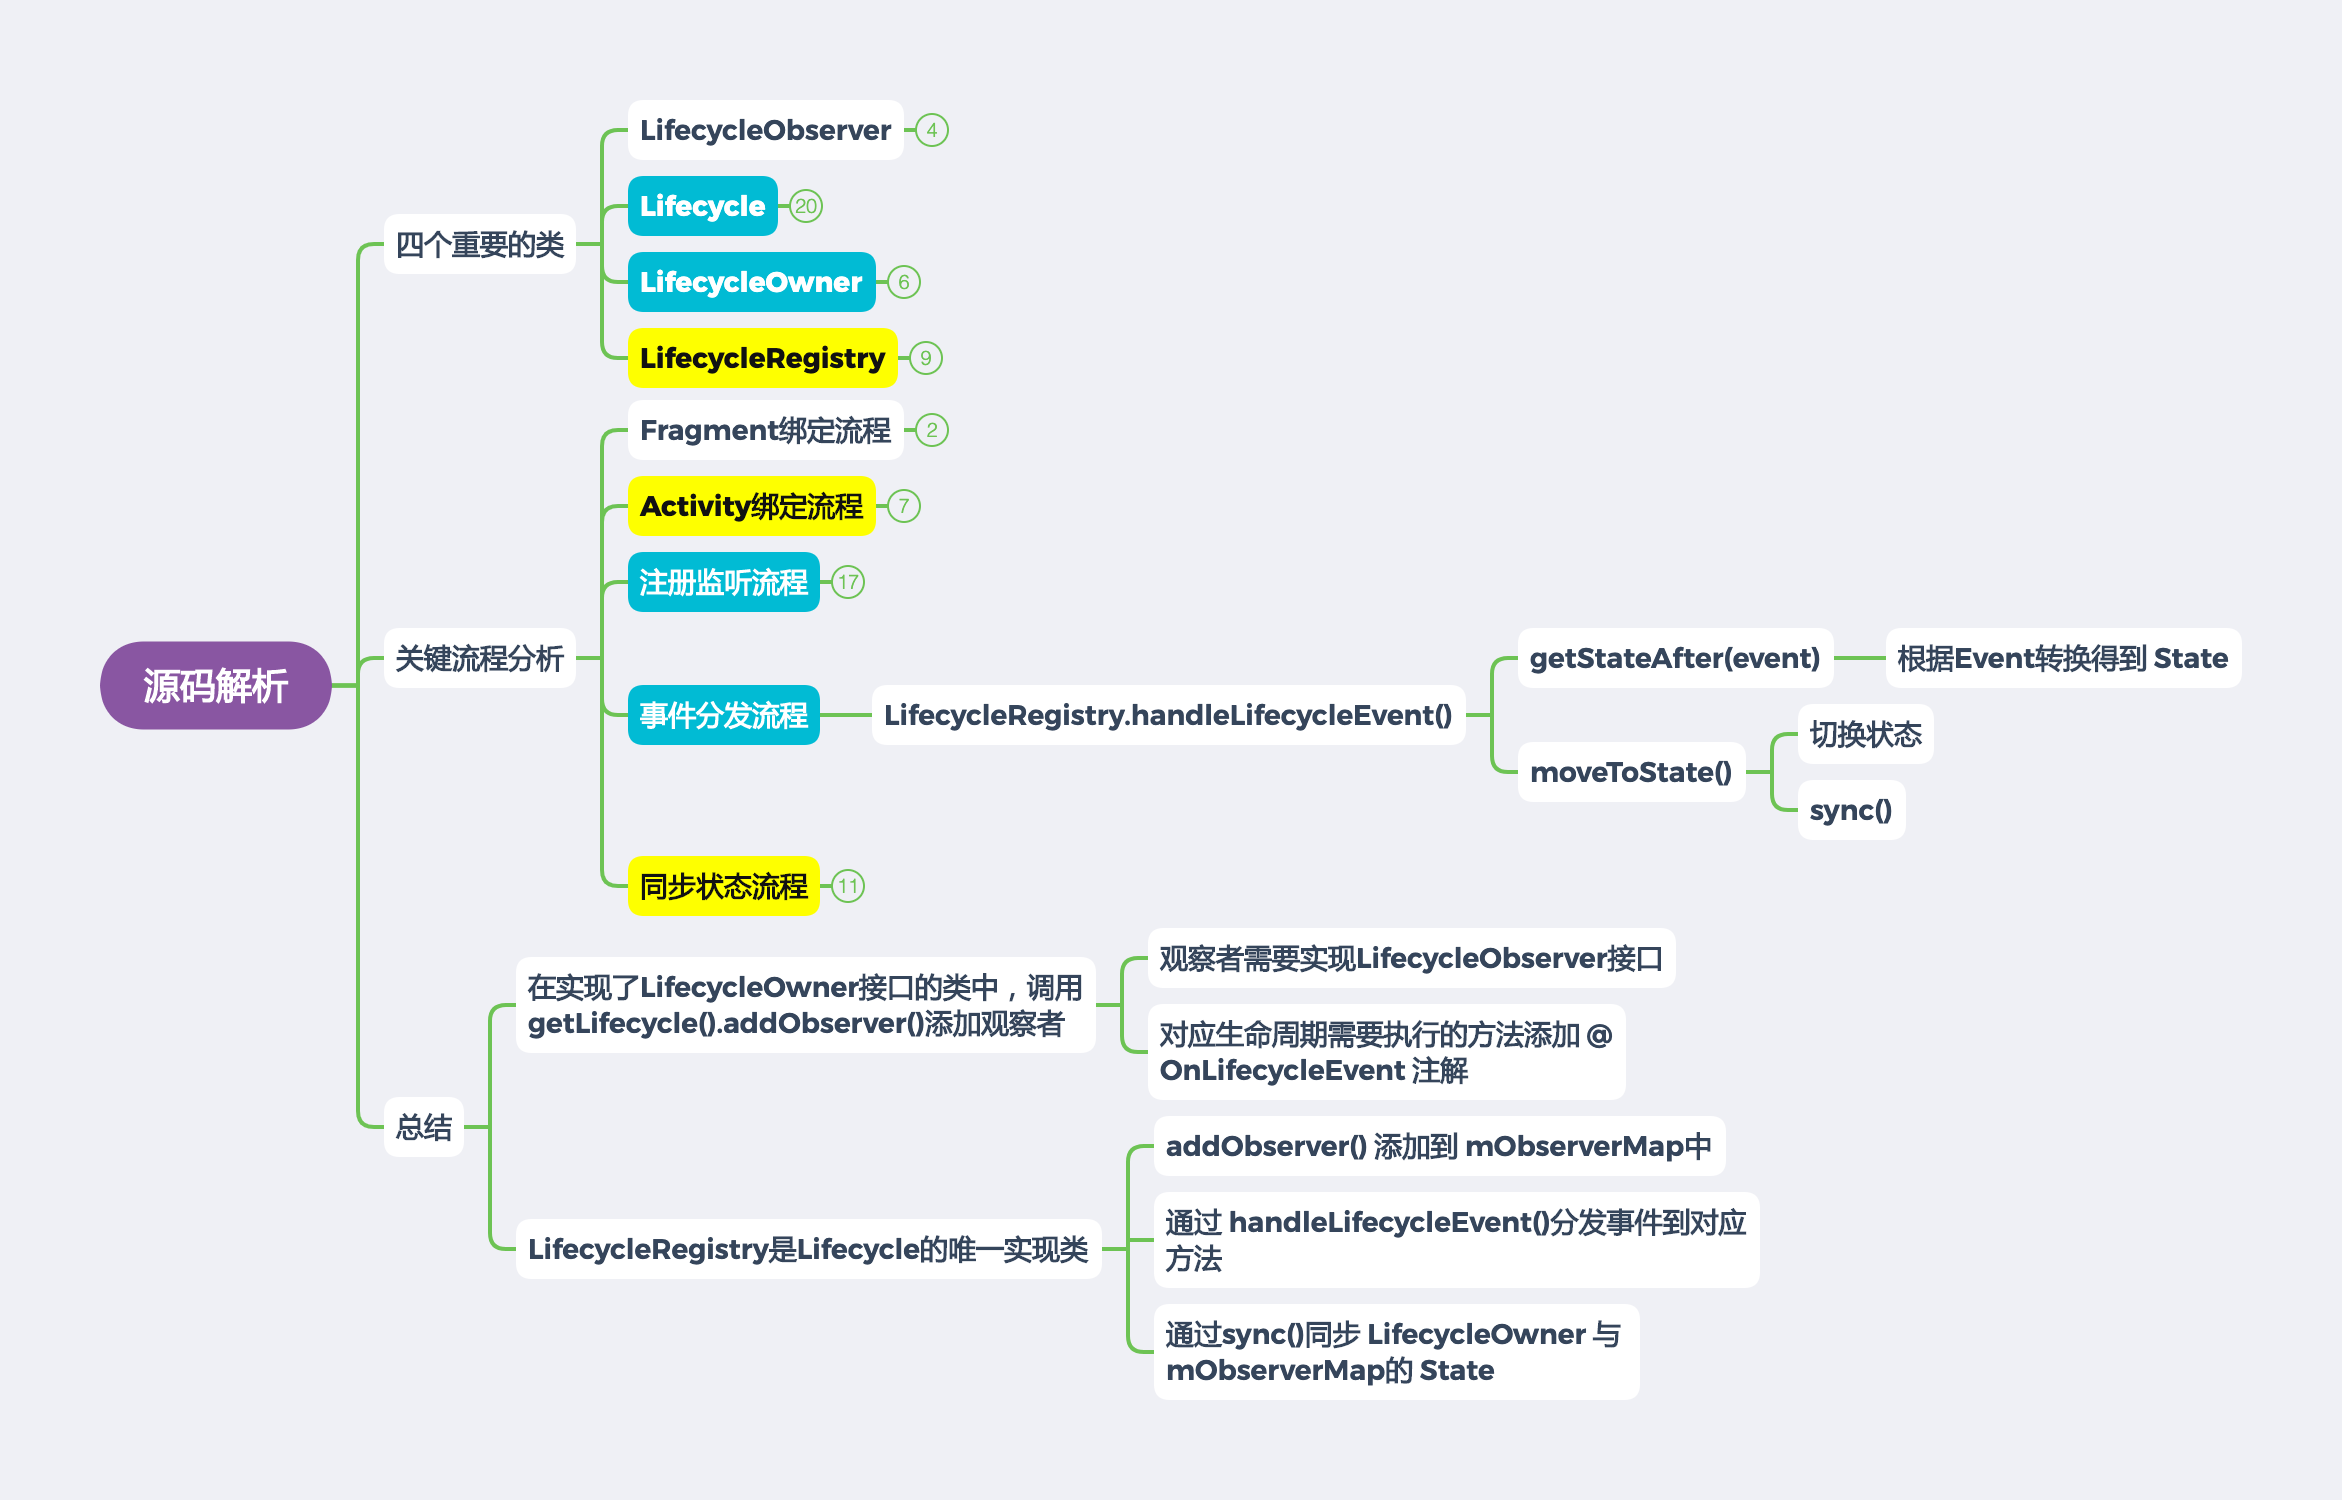 源码解析
四个重要的类
LifecycleObserver
4
Lifecycle
20
LifecycleOwner
6
LifecycleRegistry
9
关键流程分析
Fragment绑定流程
2
Activity绑定流程
7
注册监听流程
17
事件分发流程
LifecycleRegistry.handleLifecycleEvent()
getStateAfter(event)
根据Event转换得到 State
moveToState()
切换状态
sync()
同步状态流程
11
总结
在实现了LifecycleOwner接口的类中，调用
getLifecycle().addObserver()添加观察者
观察者需要实现LifecycleObserver接口
对应生命周期需要执行的方法添加 @
OnLifecycleEvent 注解
LifecycleRegistry是Lifecycle的唯一实现类
addObserver() 添加到 mObserverMap中
通过 handleLifecycleEvent()分发事件到对应
方法
通过sync()同步 LifecycleOwner 与
mObserverMap的 State